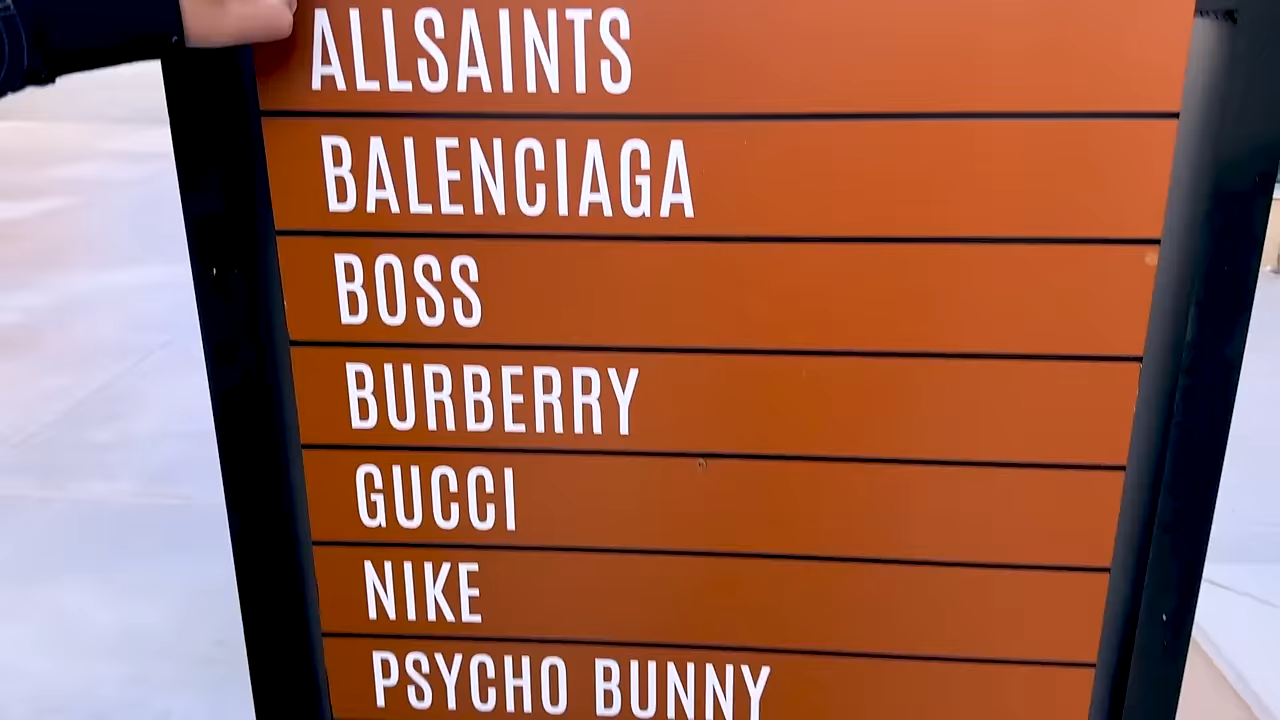 ALLSAINTS
BALENCIAGA
BOSS
BURBERRY
GUCCI
NIKE
PSYCHO BUNNY